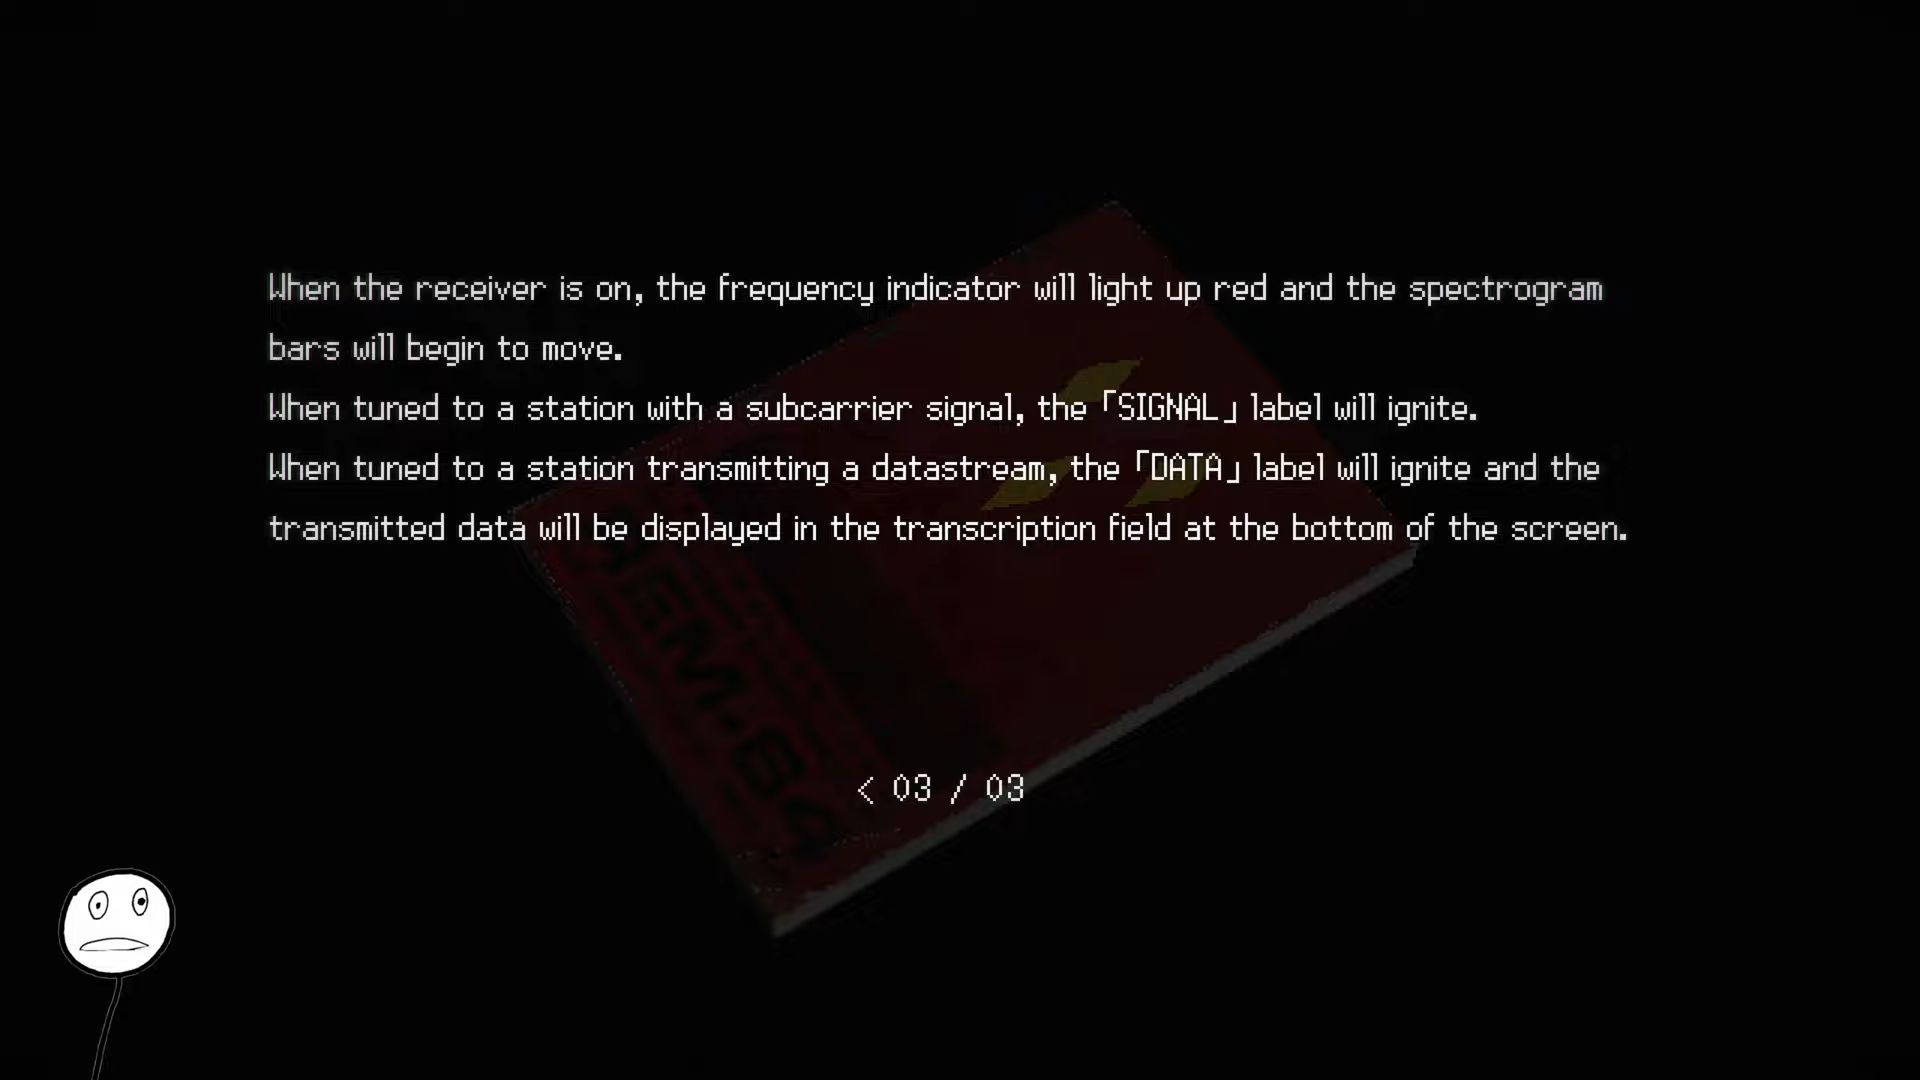 When the receiver is on, the frequency indicator will light up red and the spectrogram
bars will begin to move.
When tuned to a station with a subcarrier signal, the「SIGNAL」label will ignite.
When tuned to a station transmitting a datastream, the「DATA」label will ignite and the
transmitted data will be displayed in the transcription field at the bottom of the screen.
< 03 / 03